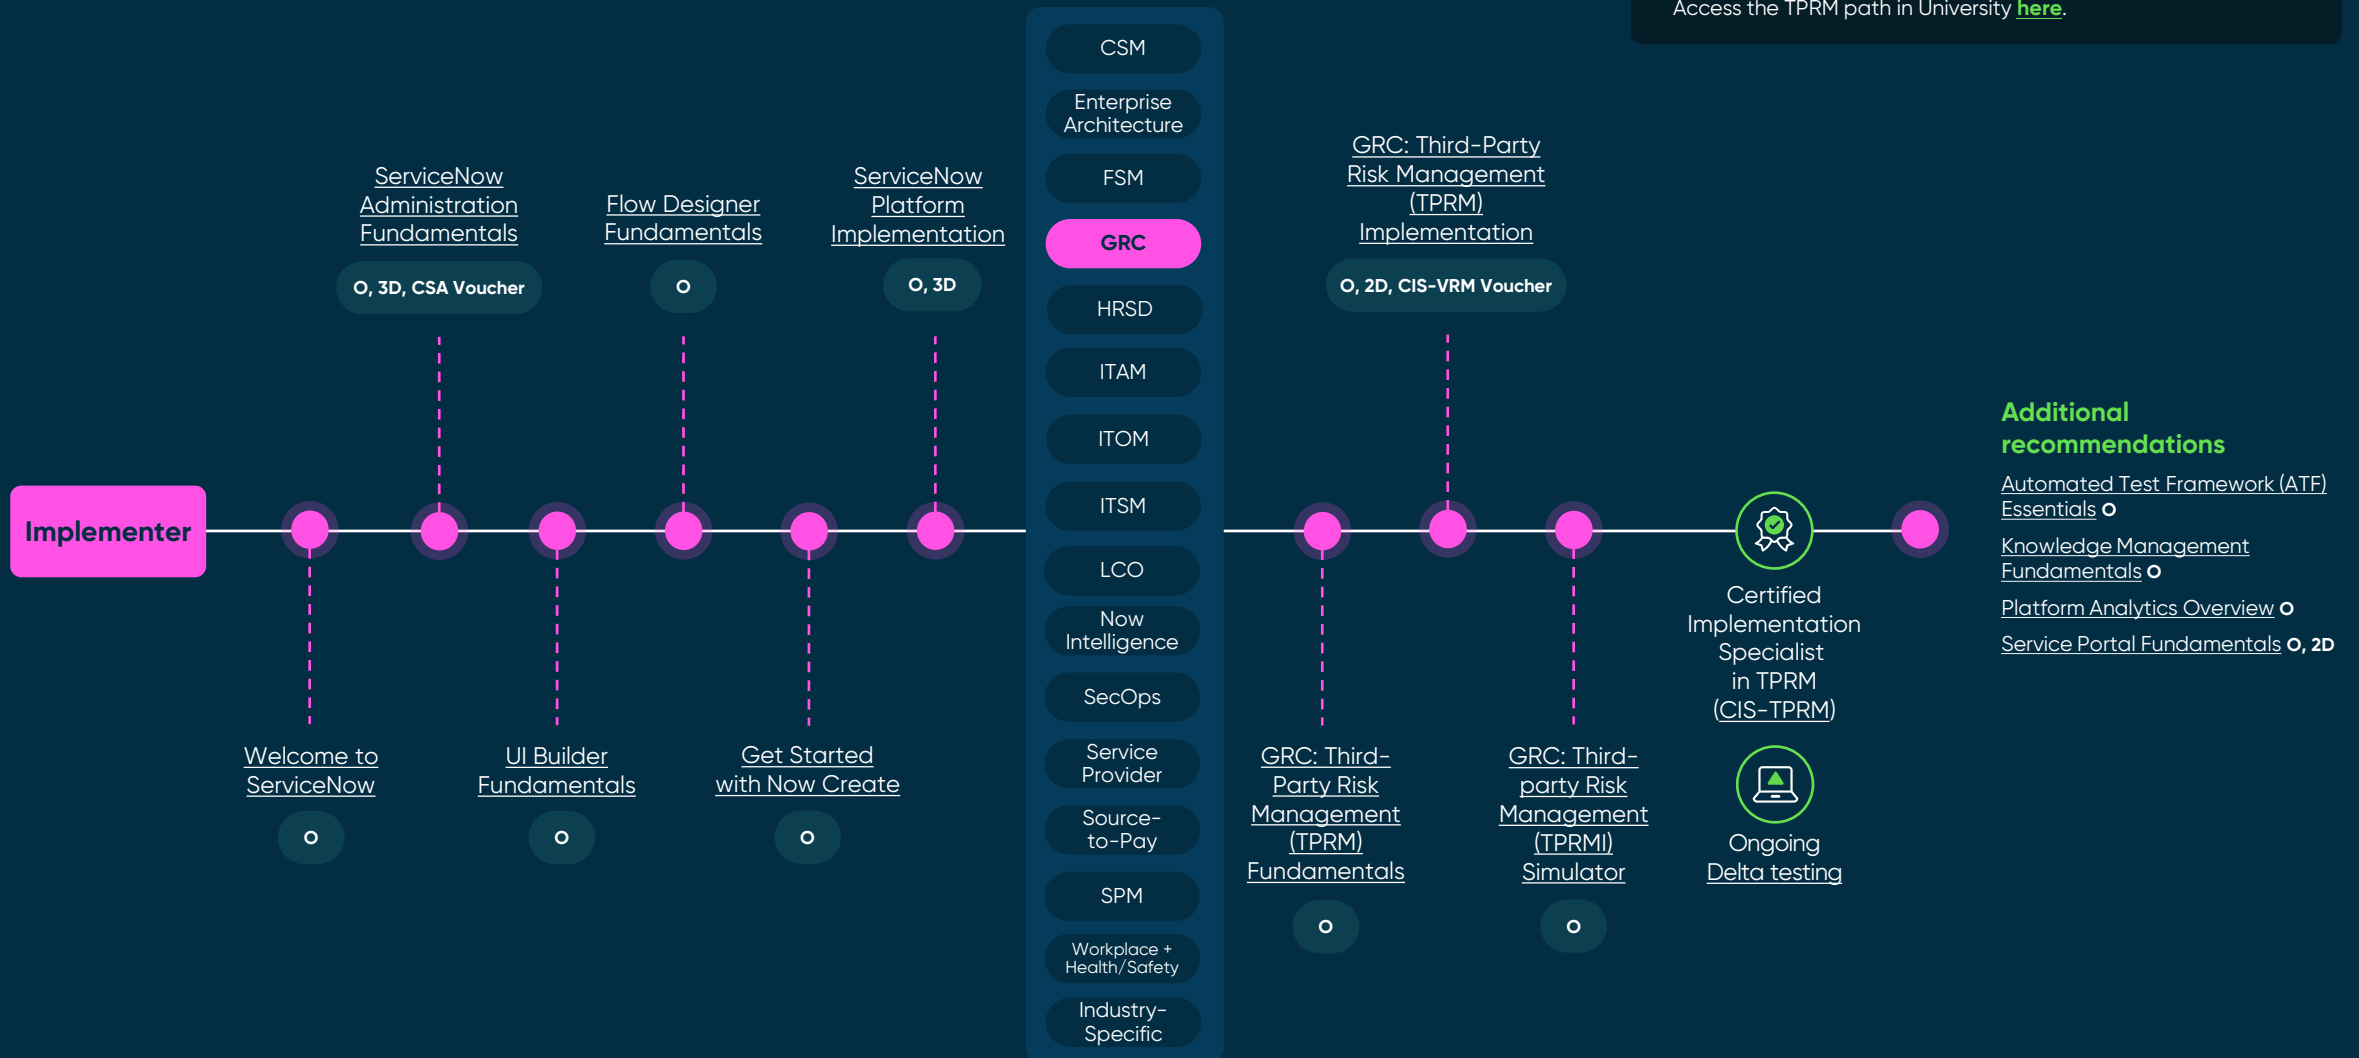 Access the TPRM path in University here.
Implementer
Welcome to
ServiceNow
O
ServiceNow
Administration
Fundamentals
O, 3D, CSA Voucher
UI Builder
Fundamentals
O
Flow Designer
Fundamentals
O
Get Started
with Now Create
O
ServiceNow
Platform
Implementation
O, 3D
CSM
Enterprise
Architecture
FSM
GRC
HRSD
ITAM
ITOM
ITSM
LCO
Now
Intelligence
SecOps
Service
Provider
Source-
to-Pay
SPM
Workplace +
Health/Safety
Industry-
Specific
GRC: Third-
Party Risk
Management
(TPRM)
Fundamentals
O
GRC: Third-Party
Risk Management
(TPRM)
Implementation
O, 2D, CIS-VRM Voucher
GRC: Third-
party Risk
Management
(TPRMI)
Simulator
O
Certified
Implementation
Specialist
in TPRM
(CIS-TPRM)
Ongoing
Delta testing
Additional
recommendations
Automated Test Framework (ATF)
Essentials O
Knowledge Management
Fundamentals O
Platform Analytics Overview O
Service Portal Fundamentals O, 2D